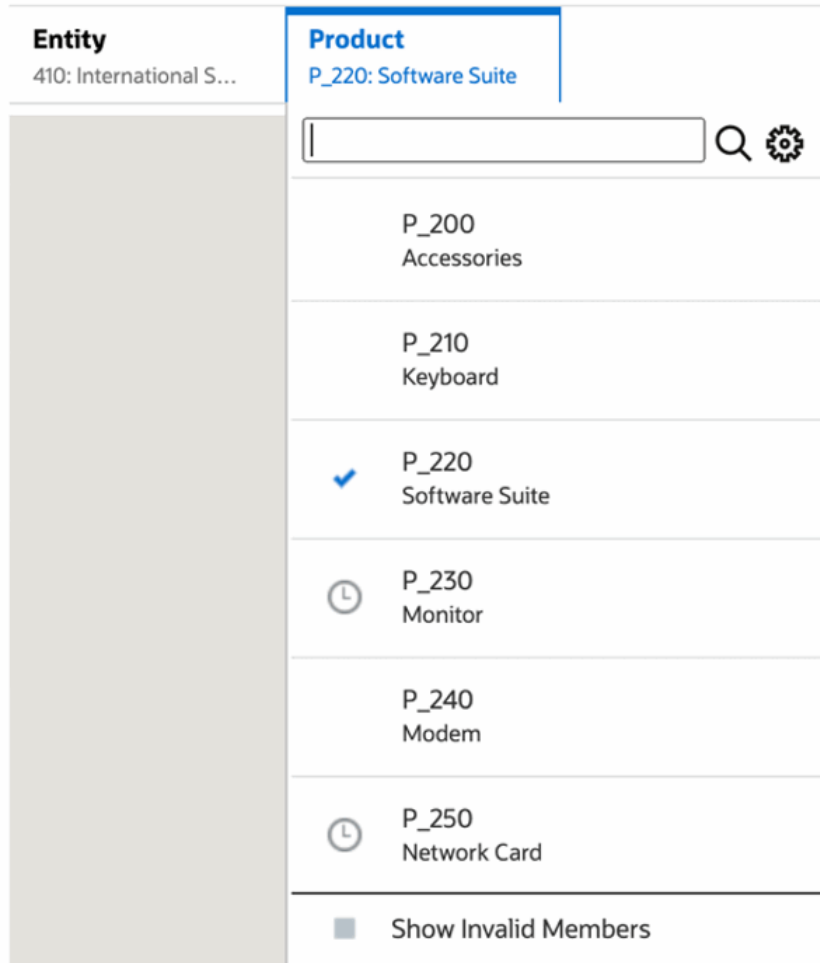 Entity
410: International S...
Product
P_220: Software Suite
P_200
Accessories
P_210
Keyboard
P_220
Software Suite
P_230
Monitor
P_240
Modem
P_250
Network Card
Show Invalid Members